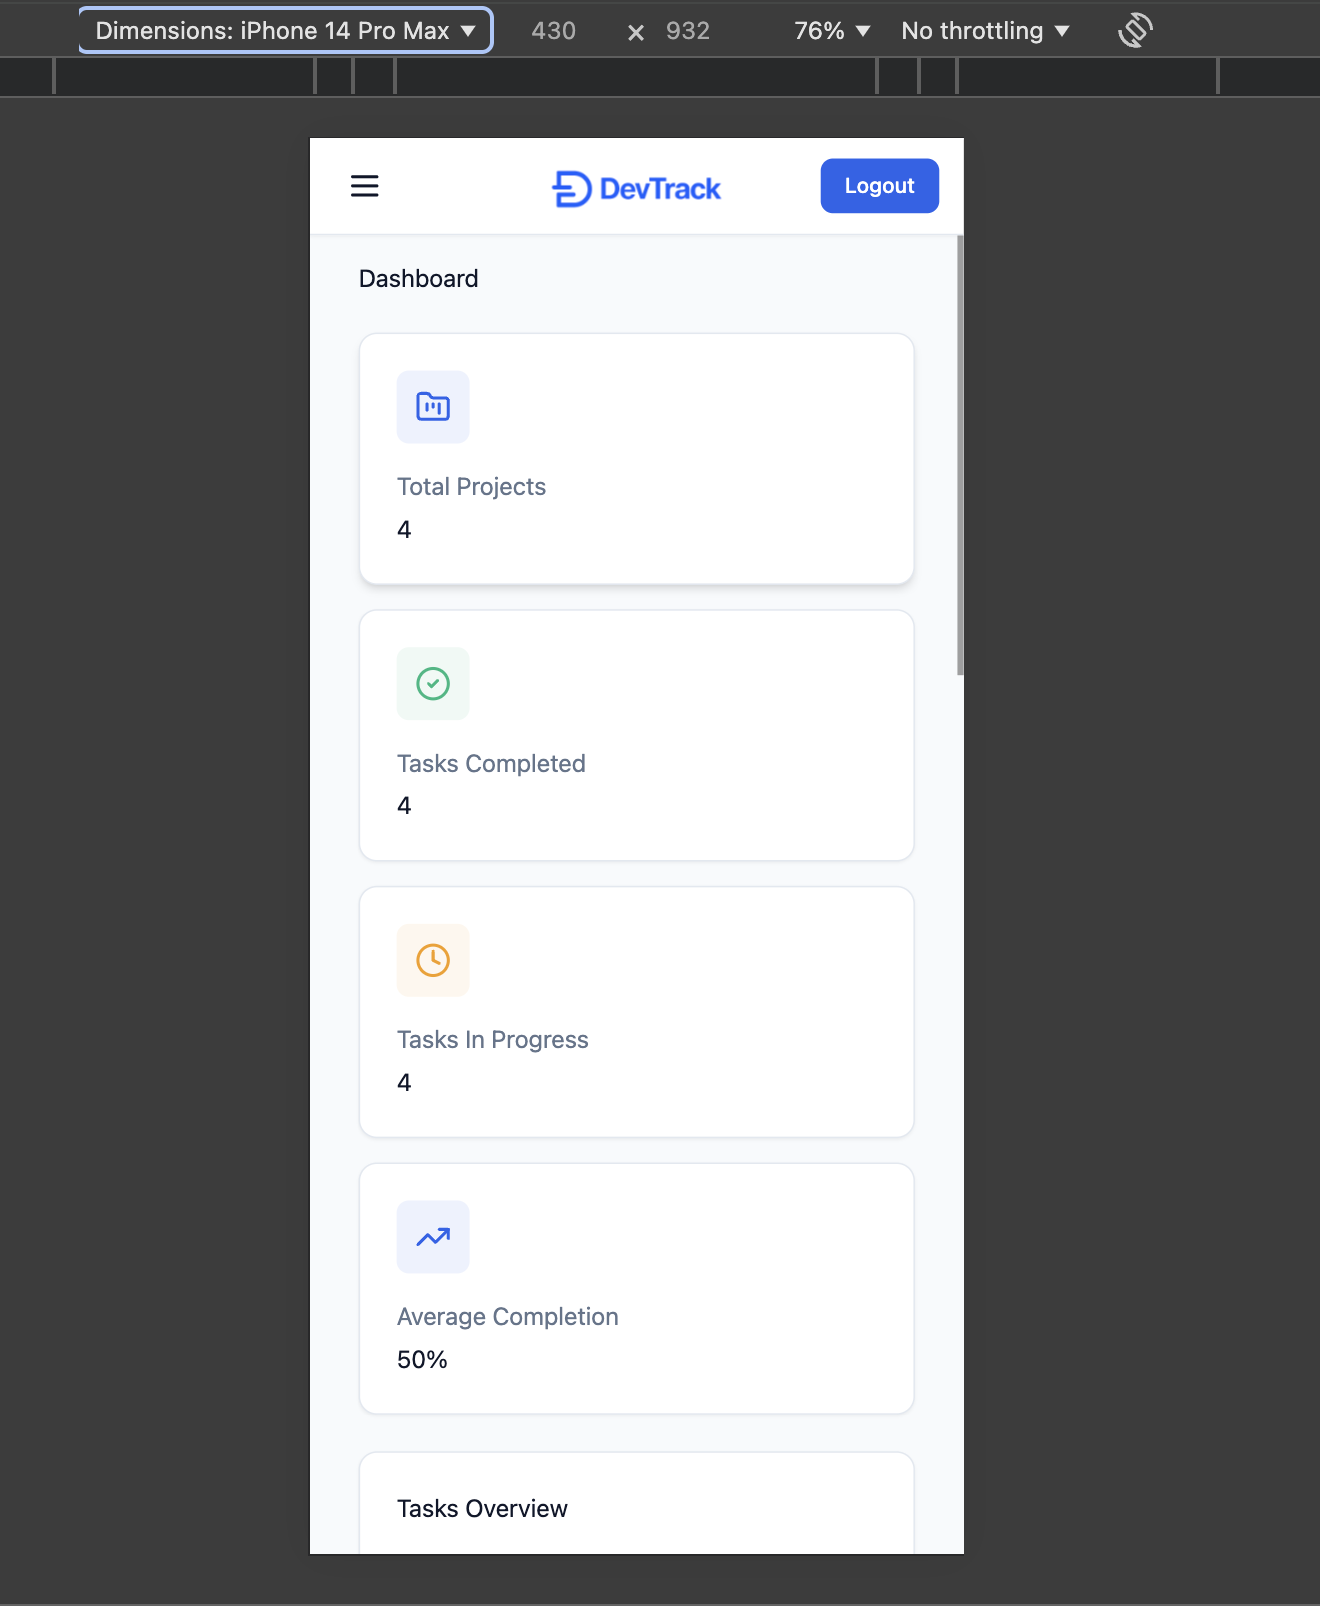 Dimensions: iPhone 14 Pro Max ▼ 430 × 932 76% ▼ No throttling ▼
DevTrack Logout
Dashboard
Total Projects
4
Tasks Completed
4
Tasks In Progress
4
Average Completion
50%
Tasks Overview